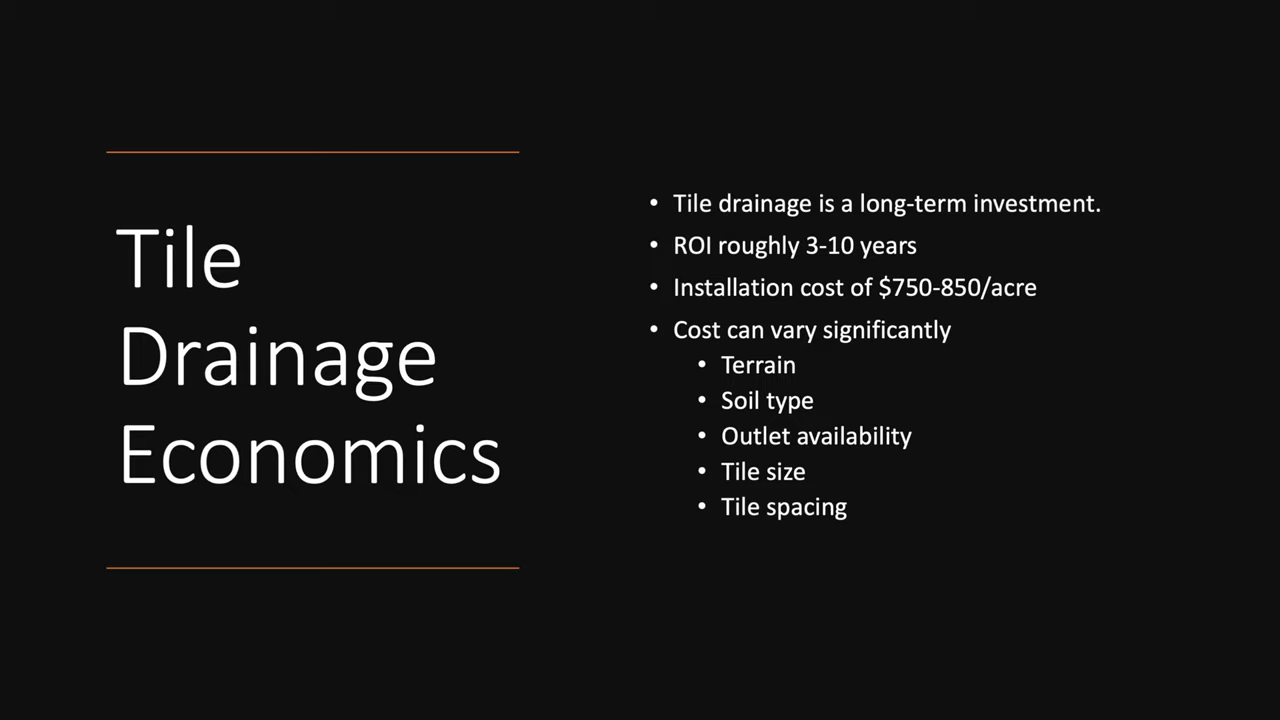 Tile
Drainage
Economics
• Tile drainage is a long-term investment.
• ROI roughly 3-10 years
• Installation cost of $750-850/acre
• Cost can vary significantly
• Terrain
• Soil type
• Outlet availability
• Tile size
• Tile spacing